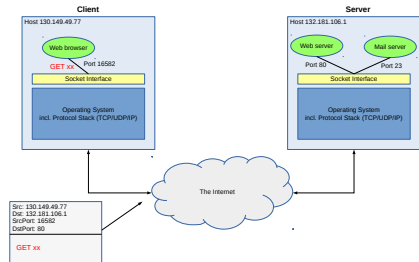 Client
Host 130.149.49.77
Web browser
GET xx
Port 16582
Socket Interface
Operating System
incl. Protocol Stack (TCP/UDP/IP)
Server
Host 132.181.106.1
Web server
Mail server
Port 80
Port 23
Socket Interface
Operating System
incl. Protocol Stack (TCP/UDP/IP)
The Internet
Src: 130.149.49.77
Dst: 132.181.106.1
SrcPort: 16582
DstPort: 80
GET xx